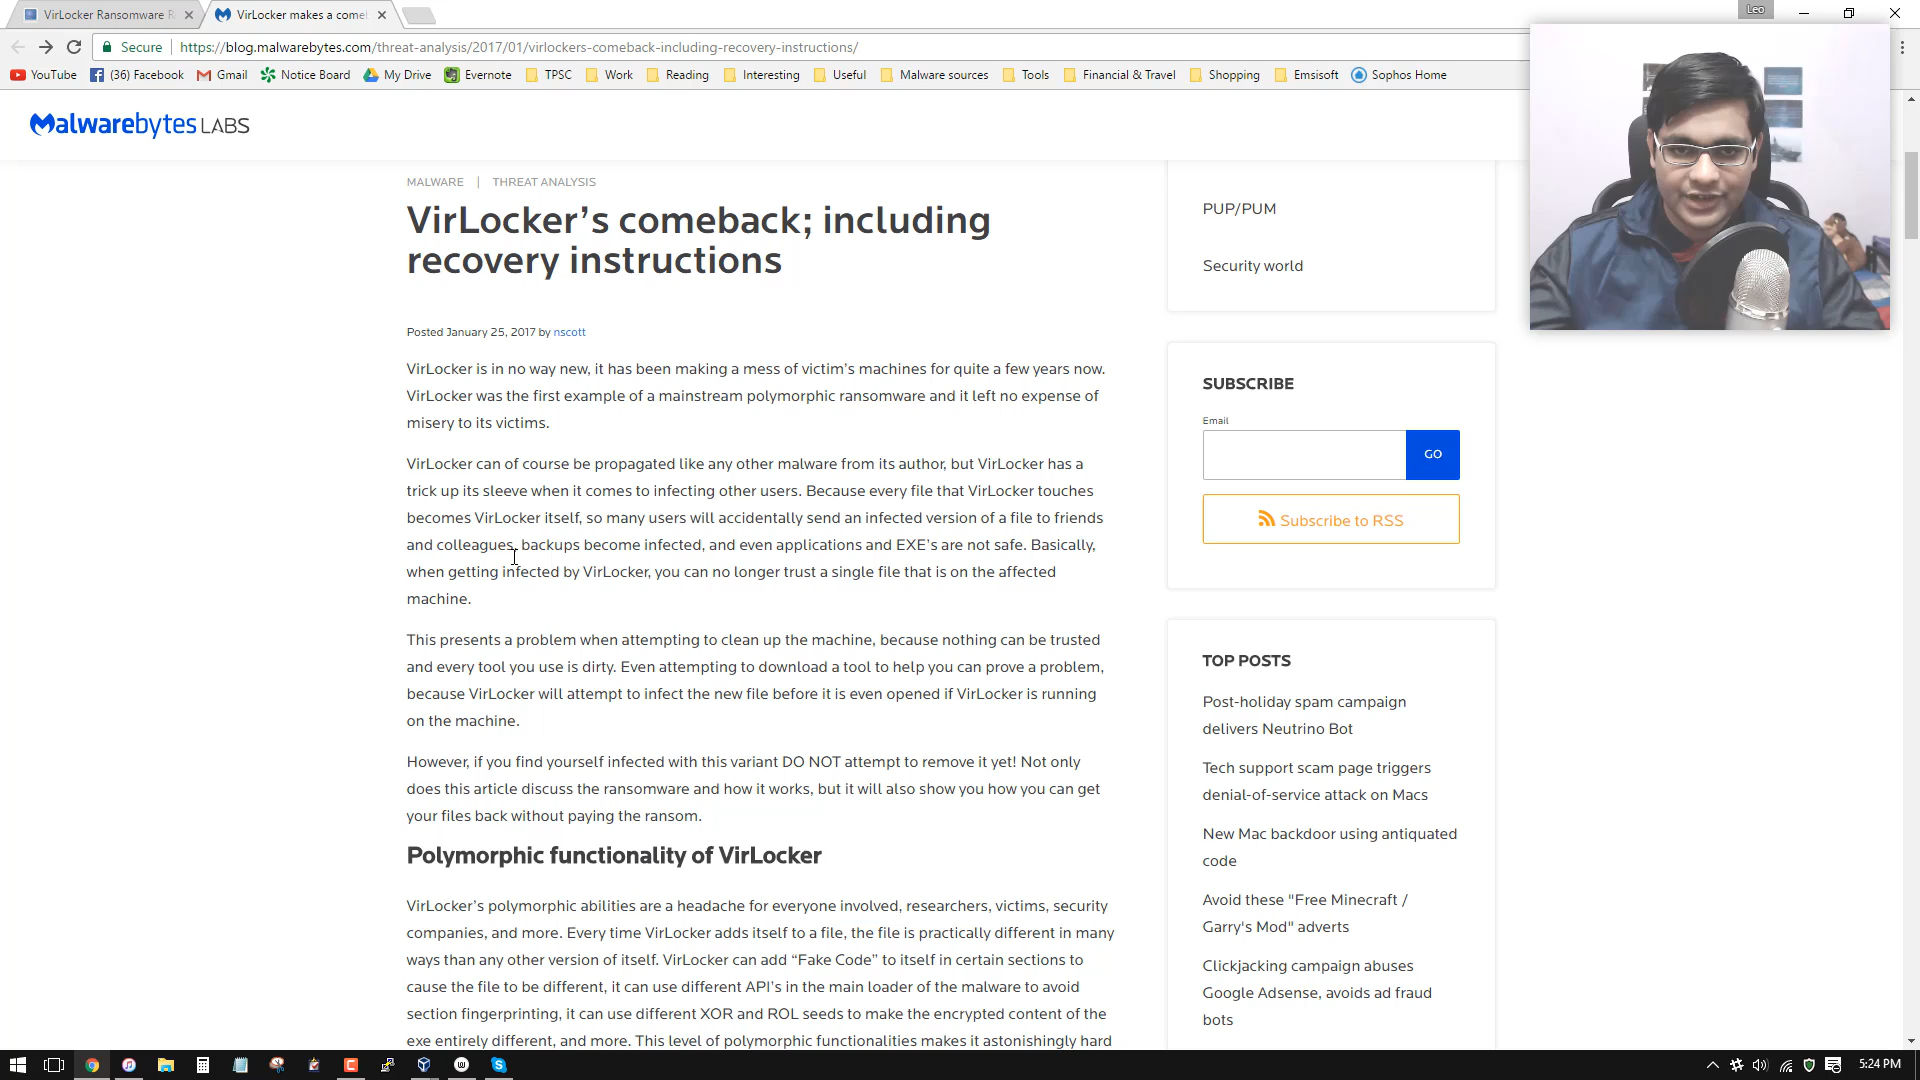 VirLocker Ransomware R
VirLocker makes a come
Leo
Secure
https://blog.malwarebytes.com/threat-analysis/2017/01/virlockers-comeback-including-recovery-instructions/
YouTube
(36) Facebook
Gmail
Notice Board
My Drive
Evernote
TPSC
Work
Reading
Interesting
Useful
Malware sources
Tools
Financial & Travel
Shopping
Emsisoft
Sophos Home
Malwarebytes LABS
MALWARE | THREAT ANALYSIS
VirLocker’s comeback; including
recovery instructions
Posted January 25, 2017 by nscott
VirLocker is in no way new, it has been making a mess of victim’s machines for quite a few years now.
VirLocker was the first example of a mainstream polymorphic ransomware and it left no expense of
misery to its victims.
VirLocker can of course be propagated like any other malware from its author, but VirLocker has a
trick up its sleeve when it comes to infecting other users. Because every file that VirLocker touches
becomes VirLocker itself, so many users will accidentally send an infected version of a file to friends
and colleagues, backups become infected, and even applications and EXE’s are not safe. Basically,
when getting infected by VirLocker, you can no longer trust a single file that is on the affected
machine.
This presents a problem when attempting to clean up the machine, because nothing can be trusted
and every tool you use is dirty. Even attempting to download a tool to help you can prove a problem,
because VirLocker will attempt to infect the new file before it is even opened if VirLocker is running
on the machine.
However, if you find yourself infected with this variant DO NOT attempt to remove it yet! Not only
does this article discuss the ransomware and how it works, but it will also show you how you can get
your files back without paying the ransom.
Polymorphic functionality of VirLocker
VirLocker’s polymorphic abilities are a headache for everyone involved, researchers, victims, security
companies, and more. Every time VirLocker adds itself to a file, the file is practically different in many
ways than any other version of itself. VirLocker can add “Fake Code” to itself in certain sections to
cause the file to be different, it can use different API’s in the main loader of the malware to avoid
section fingerprinting, it can use different XOR and ROL seeds to make the encrypted content of the
exe entirely different, and more. This level of polymorphic functionalities makes it astonishingly hard
PUP/PUM
Security world
SUBSCRIBE
Email
GO
Subscribe to RSS
TOP POSTS
Post-holiday spam campaign
delivers Neutrino Bot
Tech support scam page triggers
denial-of-service attack on Macs
New Mac backdoor using antiquated
code
Avoid these "Free Minecraft /
Garry's Mod" adverts
Clickjacking campaign abuses
Google Adsense, avoids ad fraud
bots
5:24 PM